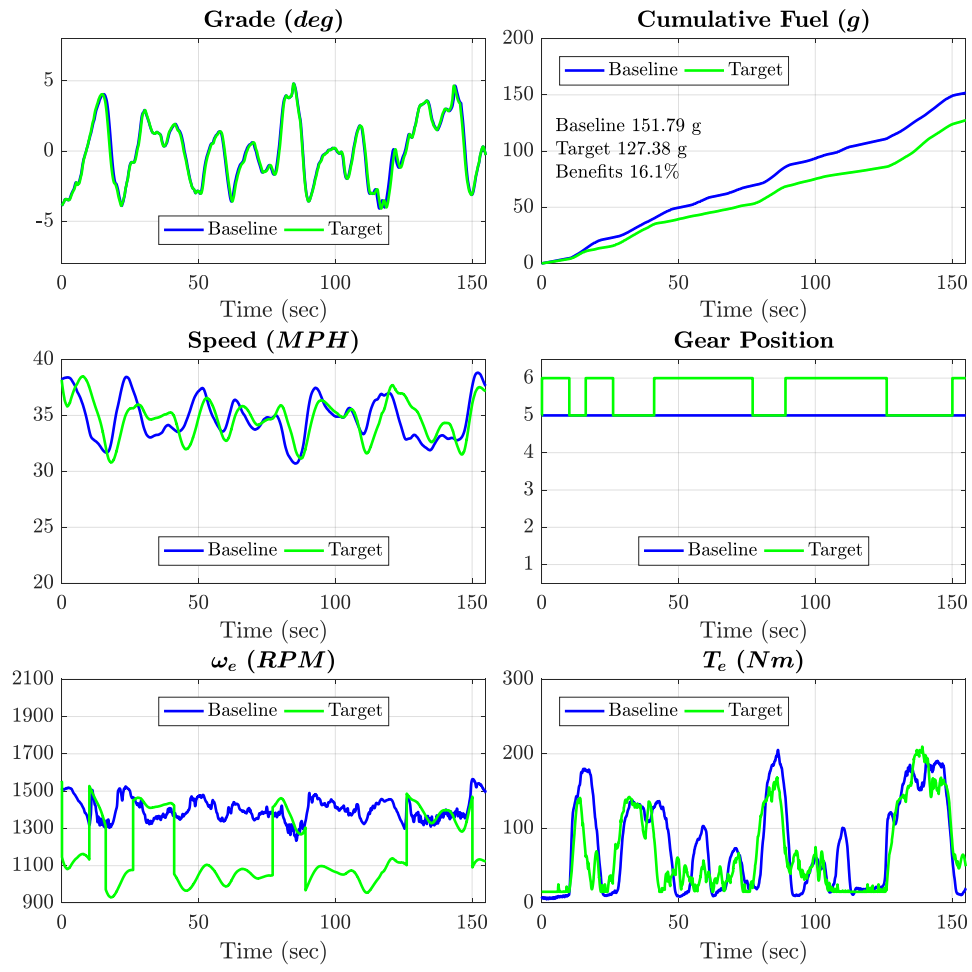 Grade (deg)
5
0
-5
0 50 100 150
Time (sec)
Baseline Target
Cumulative Fuel (g)
200
150
100
50
0
0 50 100 150
Time (sec)
Baseline Target
Baseline 151.79 g
Target 127.38 g
Benefits 16.1%
Speed (MPH)
40
35
30
25
20
0 50 100 150
Time (sec)
Baseline Target
Gear Position
6
5
4
3
2
1
0 50 100 150
Time (sec)
Baseline Target
ωe (RPM)
2100
1900
1700
1500
1300
1100
900
0 50 100 150
Time (sec)
Baseline Target
Te (Nm)
300
200
100
0
0 50 100 150
Time (sec)
Baseline Target